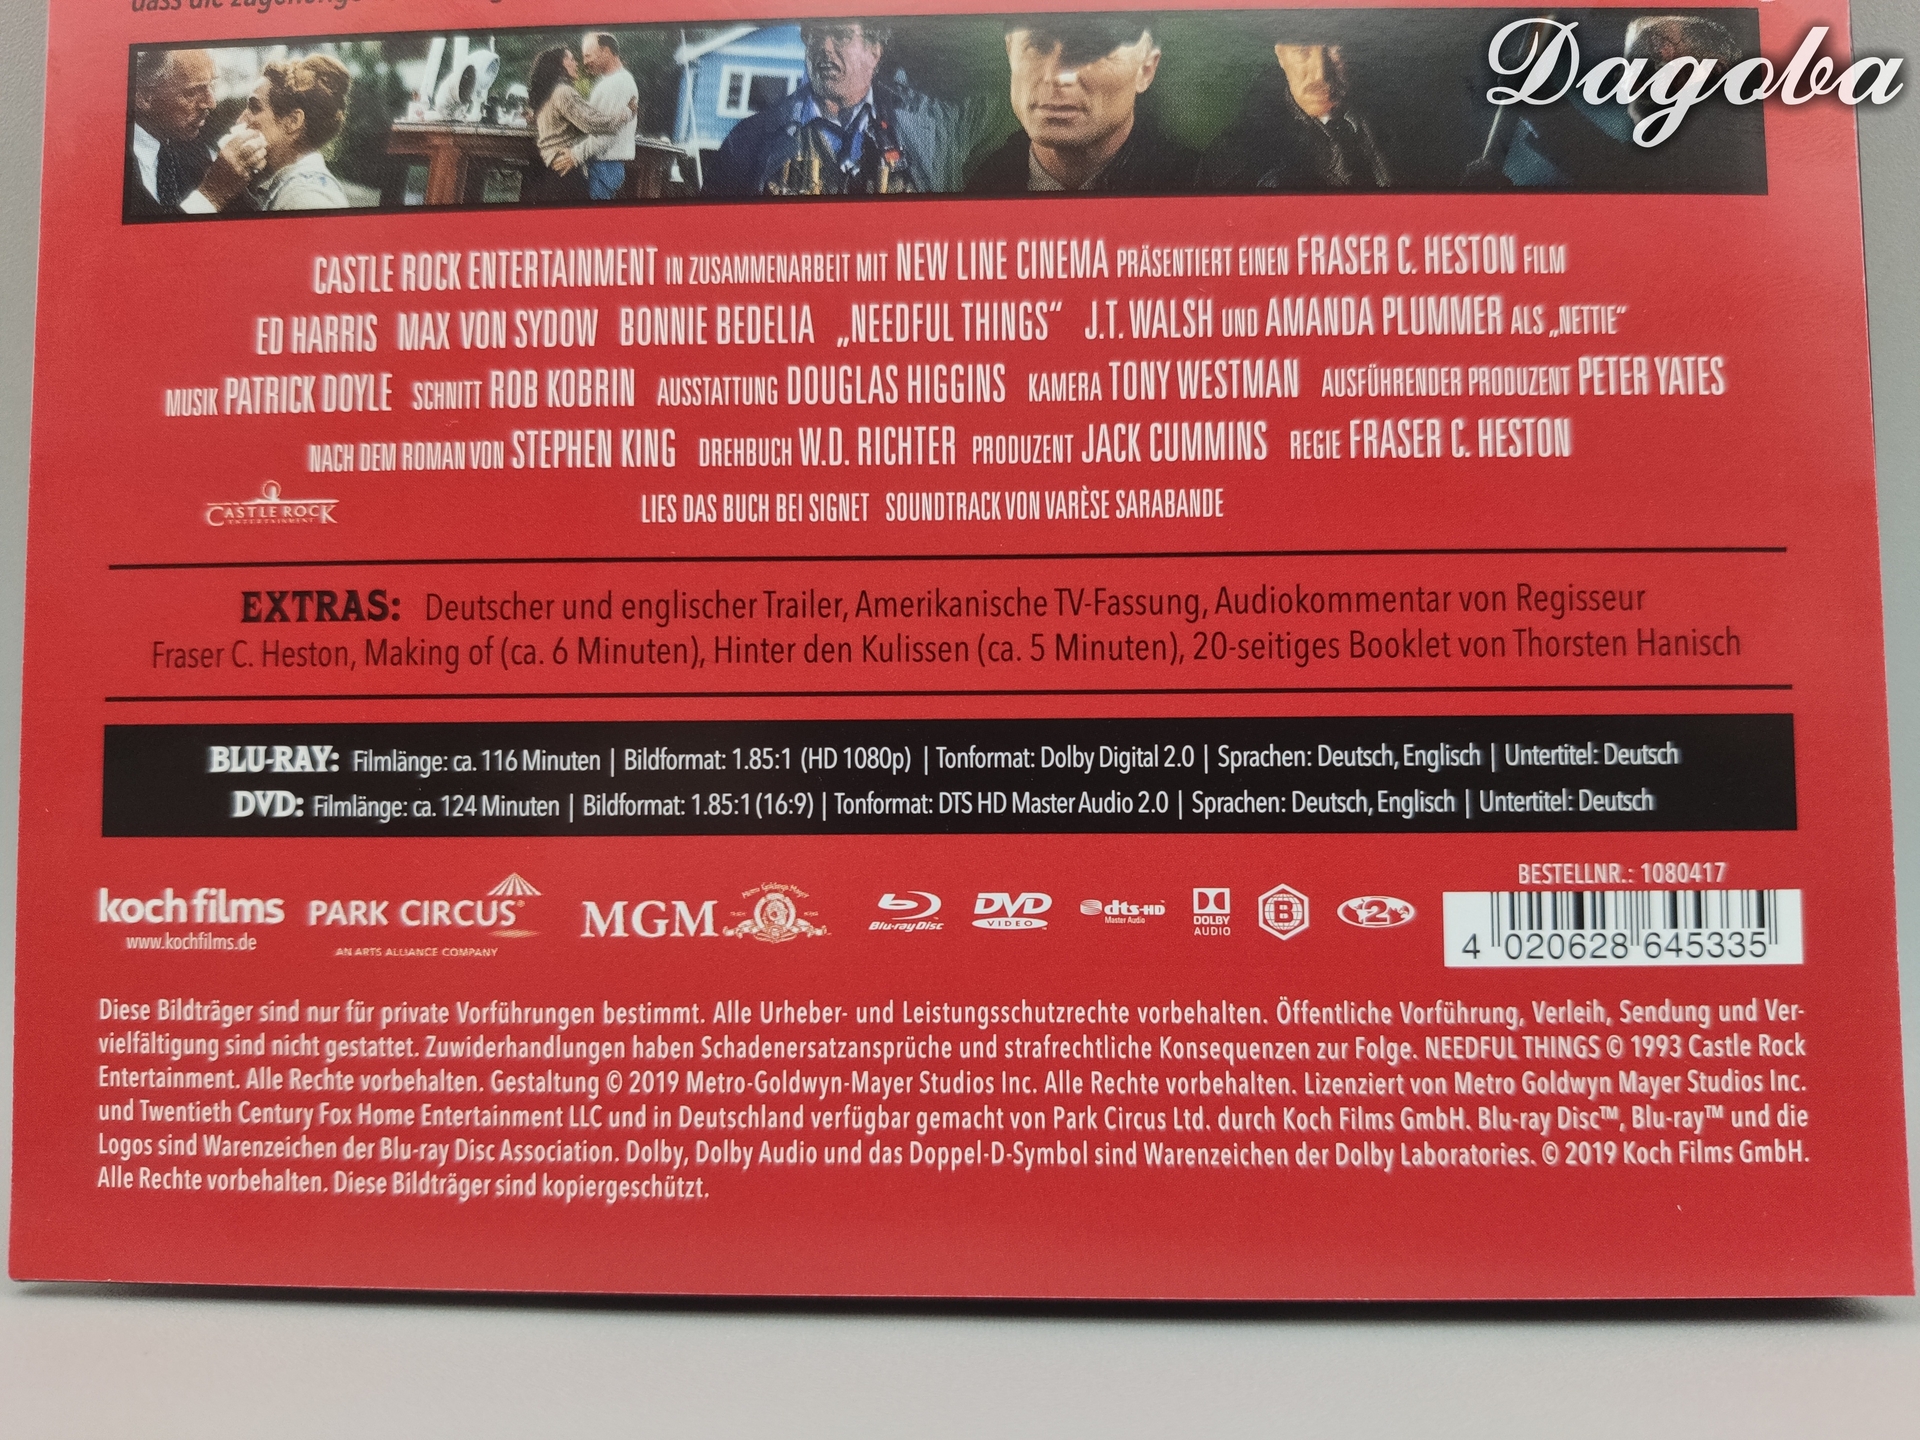 dass die
Dagoba
CASTLE ROCK ENTERTAINMENT IN ZUSAMMENARBEIT MIT NEW LINE CINEMA PRÄSENTIERT EINEN FRASER C. HESTON FILM
ED HARRIS MAX VON SYDOW BONNIE BEDELIA „NEEDFUL THINGS“ J.T. WALSH UND AMANDA PLUMMER ALS „NETTIE“
MUSIK PATRICK DOYLE SCHNITT ROB KOBRIN AUSSTATTUNG DOUGLAS HIGGINS KAMERA TONY WESTMAN AUSFÜHRENDER PRODUZENT PETER YATES
NACH DEM ROMAN VON STEPHEN KING DREHBUCH W.D. RICHTER PRODUZENT JACK CUMMINS REGIE FRASER C. HESTON
CASTLE ROCK
ENTERTAINMENT
LIES DAS BUCH BEI SIGNET SOUNDTRACK VON VARÈSE SARABANDE
EXTRAS: Deutscher und englischer Trailer, Amerikanische TV-Fassung, Audiokommentar von Regisseur
Fraser C. Heston, Making of (ca. 6 Minuten), Hinter den Kulissen (ca. 5 Minuten), 20-seitiges Booklet von Thorsten Hanisch
BLU-RAY: Filmlänge: ca. 116 Minuten | Bildformat: 1.85:1 (HD 1080p) | Tonformat: Dolby Digital 2.0 | Sprachen: Deutsch, Englisch | Untertitel: Deutsch
DVD: Filmlänge: ca. 124 Minuten | Bildformat: 1.85:1 (16:9) | Tonformat: DTS HD Master Audio 2.0 | Sprachen: Deutsch, Englisch | Untertitel: Deutsch
BESTELLNR.: 1080417
koch films
www.kochfilms.de
PARK CIRCUS®
AN ARTS ALLIANCE COMPANY
MGM
Metro Goldwyn Mayer
Blu-ray Disc
DVD
VIDEO
dts-HD
Master Audio
DOLBY
AUDIO
B
2
4 020628 645335
Diese Bildträger sind nur für private Vorführungen bestimmt. Alle Urheber- und Leistungsschutzrechte vorbehalten. Öffentliche Vorführung, Verleih, Sendung und Ver-
vielfältigung sind nicht gestattet. Zuwiderhandlungen haben Schadenersatzansprüche und strafrechtliche Konsequenzen zur Folge. NEEDFUL THINGS © 1993 Castle Rock
Entertainment. Alle Rechte vorbehalten. Gestaltung © 2019 Metro-Goldwyn-Mayer Studios Inc. Alle Rechte vorbehalten. Lizenziert von Metro Goldwyn Mayer Studios Inc.
und Twentieth Century Fox Home Entertainment LLC und in Deutschland verfügbar gemacht von Park Circus Ltd. durch Koch Films GmbH. Blu-ray Disc™, Blu-ray™ und die
Logos sind Warenzeichen der Blu-ray Disc Association. Dolby, Dolby Audio und das Doppel-D-Symbol sind Warenzeichen der Dolby Laboratories. © 2019 Koch Films GmbH.
Alle Rechte vorbehalten. Diese Bildträger sind kopiergeschützt.